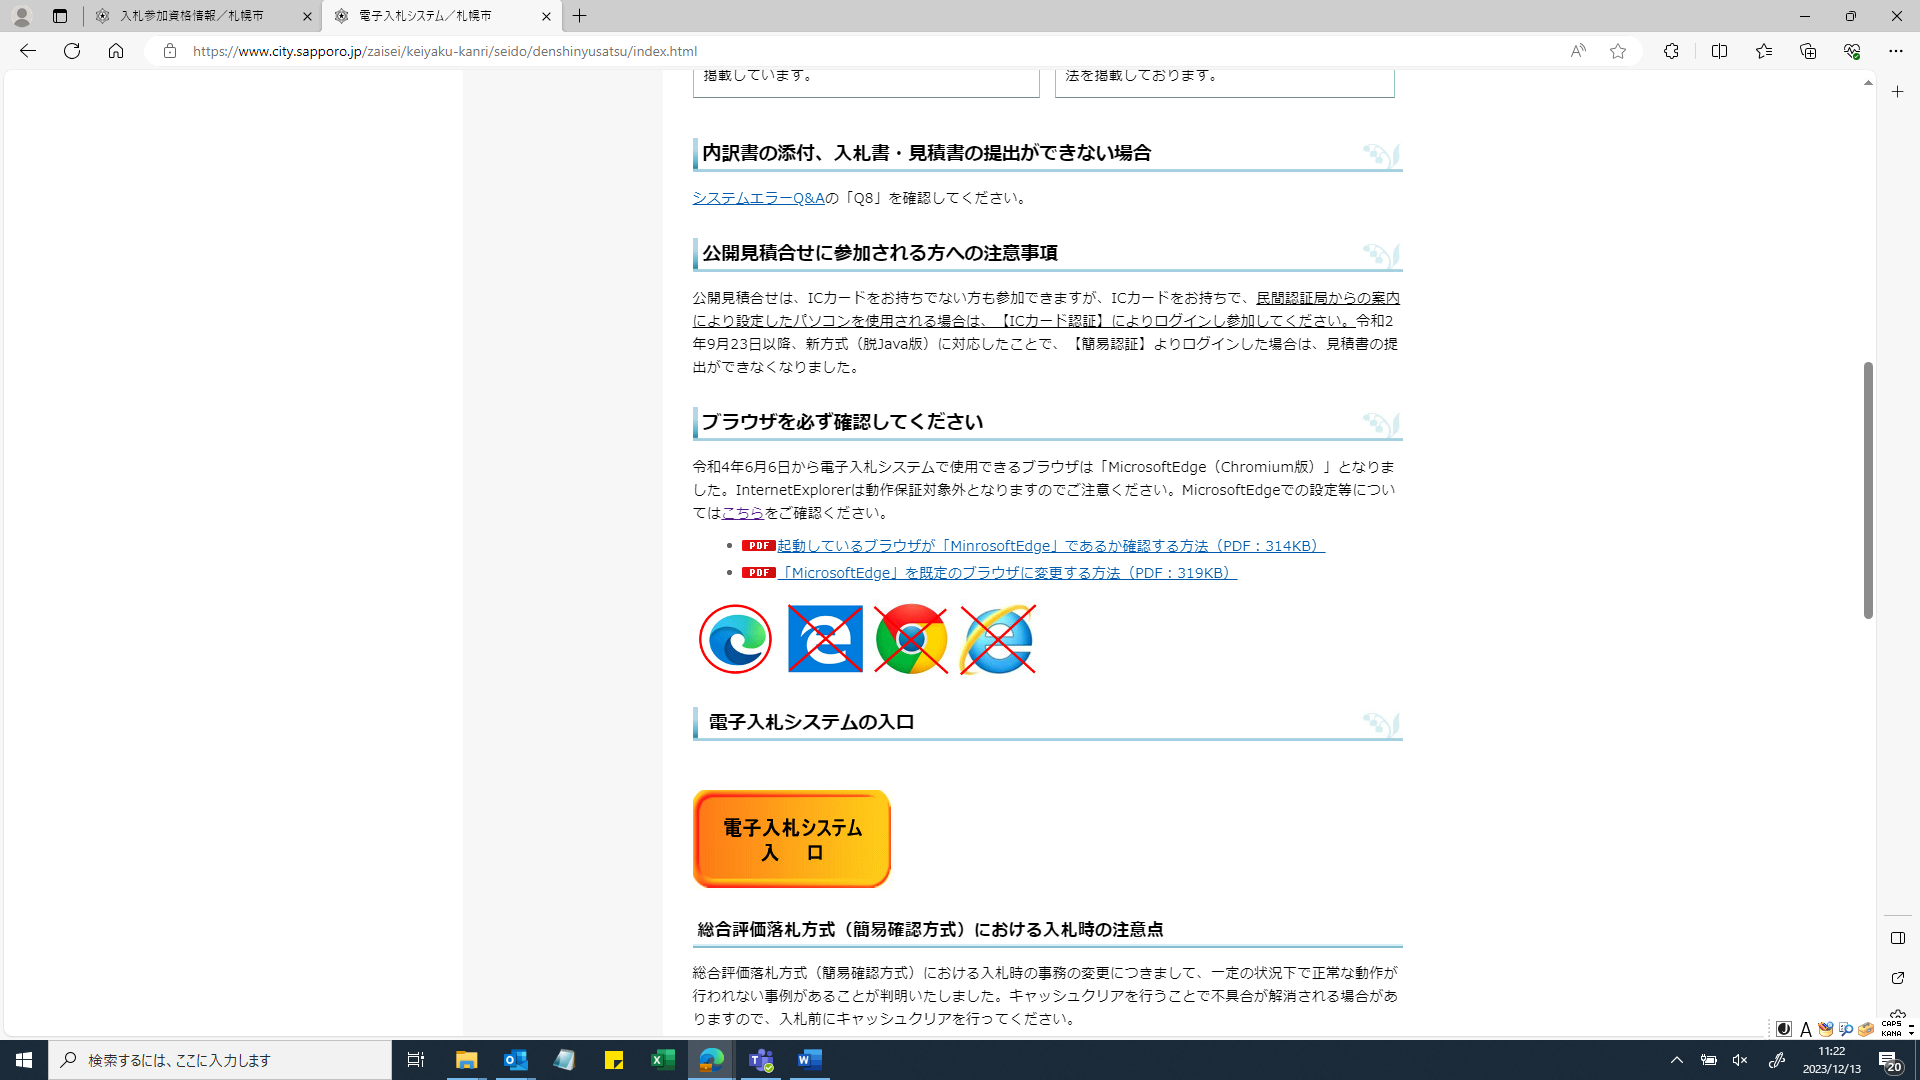 入札参加資格情報／札幌市
電子入札システム／札幌市
https://www.city.sapporo.jp/zaisei/keiyaku-kanri/seido/denshinyusatsu/index.html
掲載しています。
法を掲載しております。
内訳書の添付、入札書・見積書の提出ができない場合
システムエラーQ&Aの「Q8」を確認してください。
公開見積合せに参加される方への注意事項
公開見積合せは、ICカードをお持ちでない方も参加できますが、ICカードをお持ちで、民間認証局からの案内
により設定したパソコンを使用される場合は、【ICカード認証】によりログインし参加してください。令和2
年9月23日以降、新方式（脱Java版）に対応したことで、【簡易認証】よりログインした場合は、見積書の提
出ができなくなりました。
ブラウザを必ず確認してください
令和4年6月6日から電子入札システムで使用できるブラウザは「MicrosoftEdge（Chromium版）」となりま
した。InternetExplorerは動作保証対象外となりますのでご注意ください。MicrosoftEdgeでの設定等につい
てはこちらをご確認ください。
PDF 起動しているブラウザが「MinrosoftEdge」であるか確認する方法（PDF：314KB）
PDF 「MicrosoftEdge」を既定のブラウザに変更する方法（PDF：319KB）
電子入札システムの入口
電子入札システム
入 口
総合評価落札方式（簡易確認方式）における入札時の注意点
総合評価落札方式（簡易確認方式）における入札時の事務の変更につきまして、一定の状況下で正常な動作が
行われない事例があることが判明いたしました。キャッシュクリアを行うことで不具合が解消される場合があ
りますので、入札前にキャッシュクリアを行ってください。
A
CAPS
KANA
検索するには、ここに入力します
11:22
2023/12/13
20